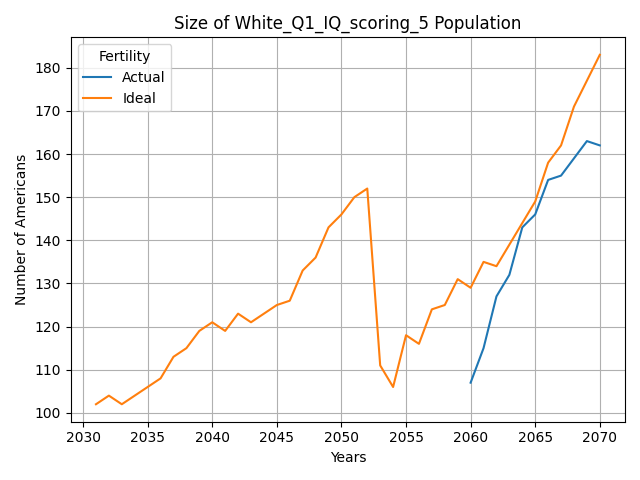 Size of White_Q1_IQ_scoring_5 Population
Fertility
Actual
Ideal
Number of Americans
180
170
160
150
140
130
120
110
100
2030 2035 2040 2045 2050 2055 2060 2065 2070
Years